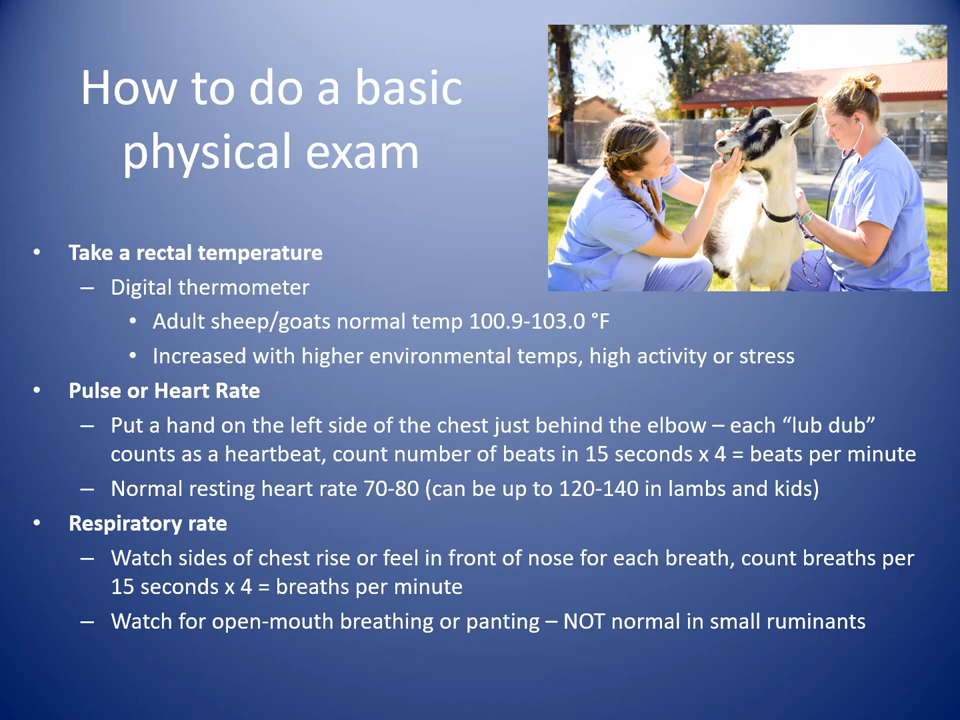 How to do a basic
physical exam
• Take a rectal temperature
– Digital thermometer
• Adult sheep/goats normal temp 100.9-103.0 °F
• Increased with higher environmental temps, high activity or stress
• Pulse or Heart Rate
– Put a hand on the left side of the chest just behind the elbow – each “lub dub”
counts as a heartbeat, count number of beats in 15 seconds x 4 = beats per minute
– Normal resting heart rate 70-80 (can be up to 120-140 in lambs and kids)
• Respiratory rate
– Watch sides of chest rise or feel in front of nose for each breath, count breaths per
15 seconds x 4 = breaths per minute
– Watch for open-mouth breathing or panting – NOT normal in small ruminants